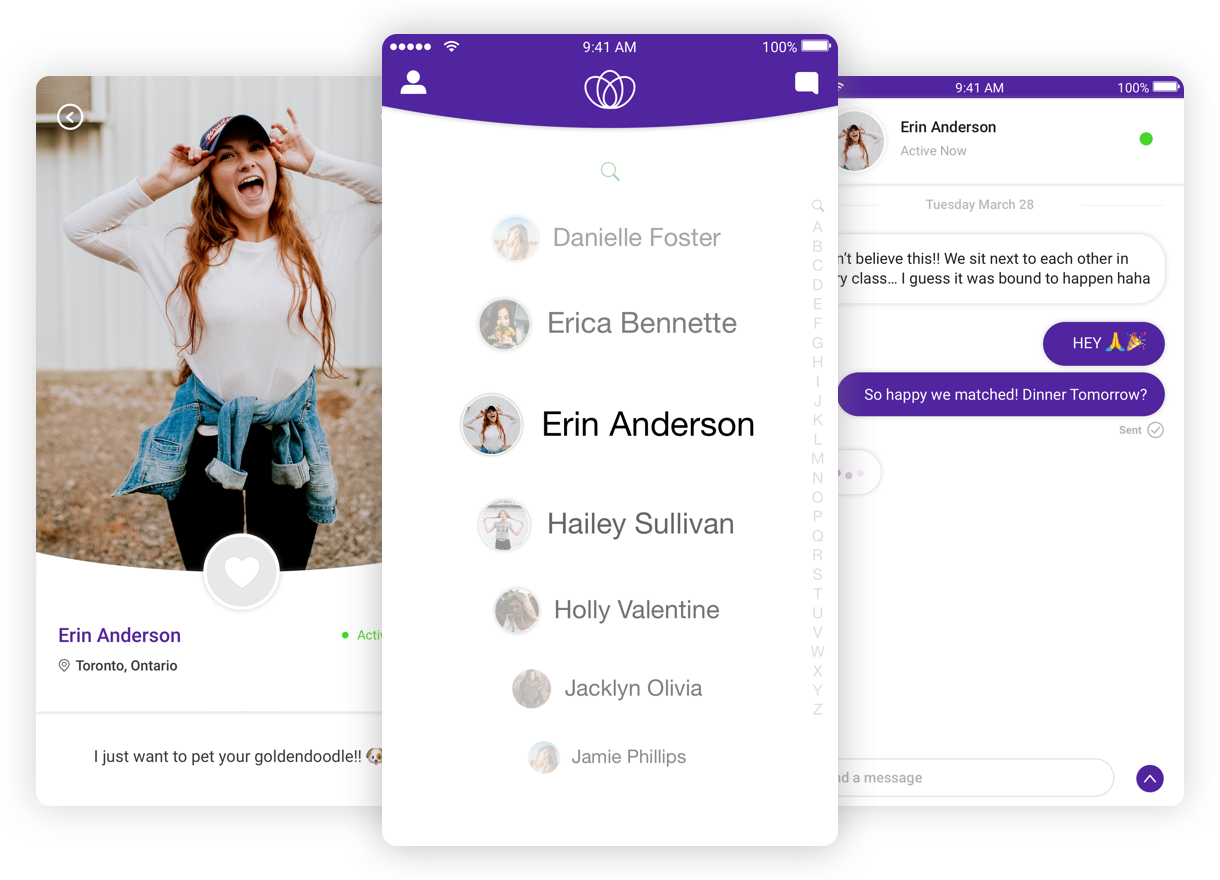 Erin Anderson
Toronto, Ontario
I just want to pet your goldendoodle!! 🐶
9:41 AM
100%
Danielle Foster
Erica Bennette
Erin Anderson
Hailey Sullivan
Holly Valentine
Jacklyn Olivia
Jamie Phillips
A
B
C
D
E
F
G
H
I
J
K
L
M
N
O
P
Q
R
S
T
U
V
W
X
Y
Z
9:41 AM
100%
Erin Anderson
Active Now
Tuesday March 28
believe this!! We sit next to each other in
class... I guess it was bound to happen haha
HEY 🙏🎉
So happy we matched! Dinner Tomorrow?
Sent
a message